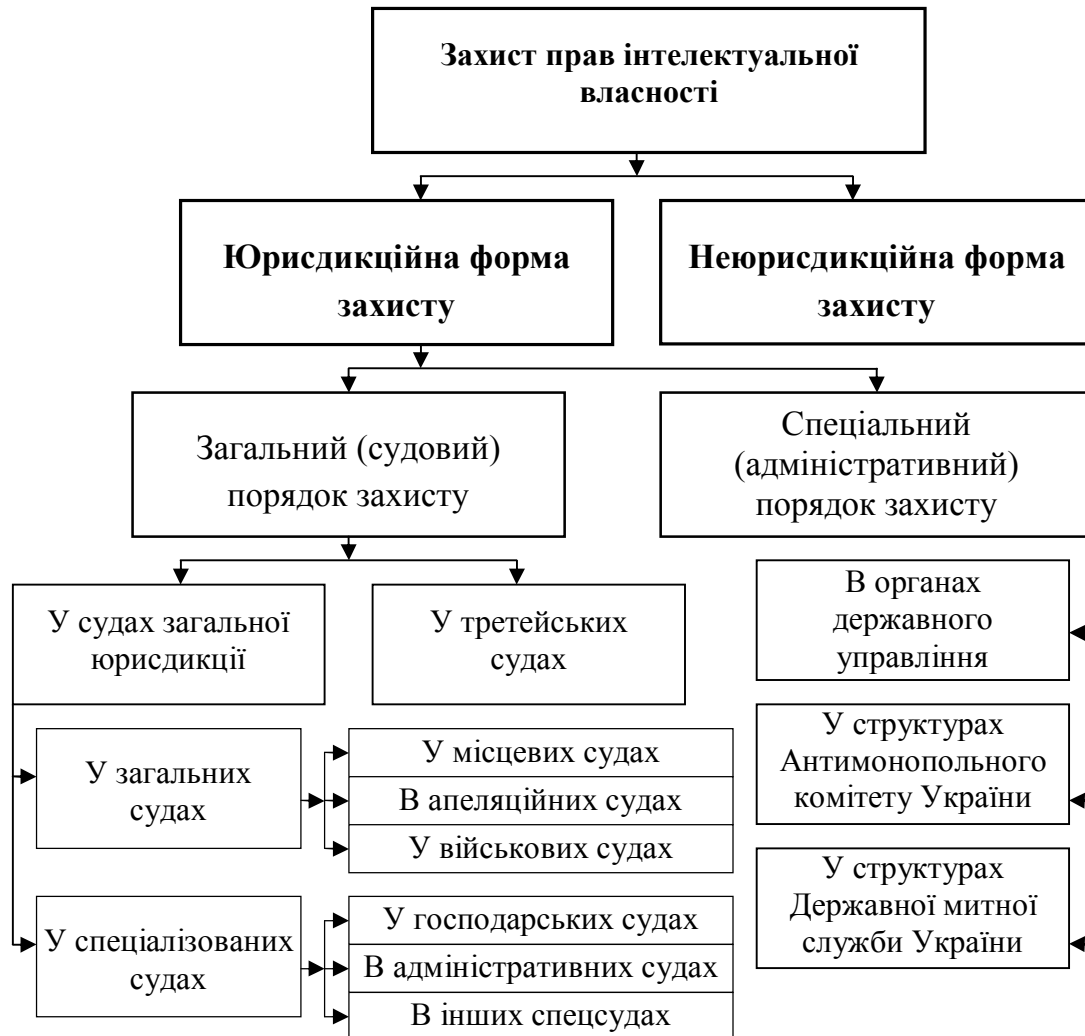 Захист прав інтелектуальної
власності
Юрисдикційна форма
захисту
Неюрисдикційна форма
захисту
Загальний (судовий)
порядок захисту
Спеціальний
(адміністративний)
порядок захисту
У судах загальної
юрисдикції
У третейських
судах
В органах
державного
управління
У загальних
судах
У місцевих судах
В апеляційних судах
У військових судах
У структурах
Антимонопольного
комітету України
У спеціалізованих
судах
У господарських судах
В адміністративних судах
В інших спецсудах
У структурах
Державної митної
служби України